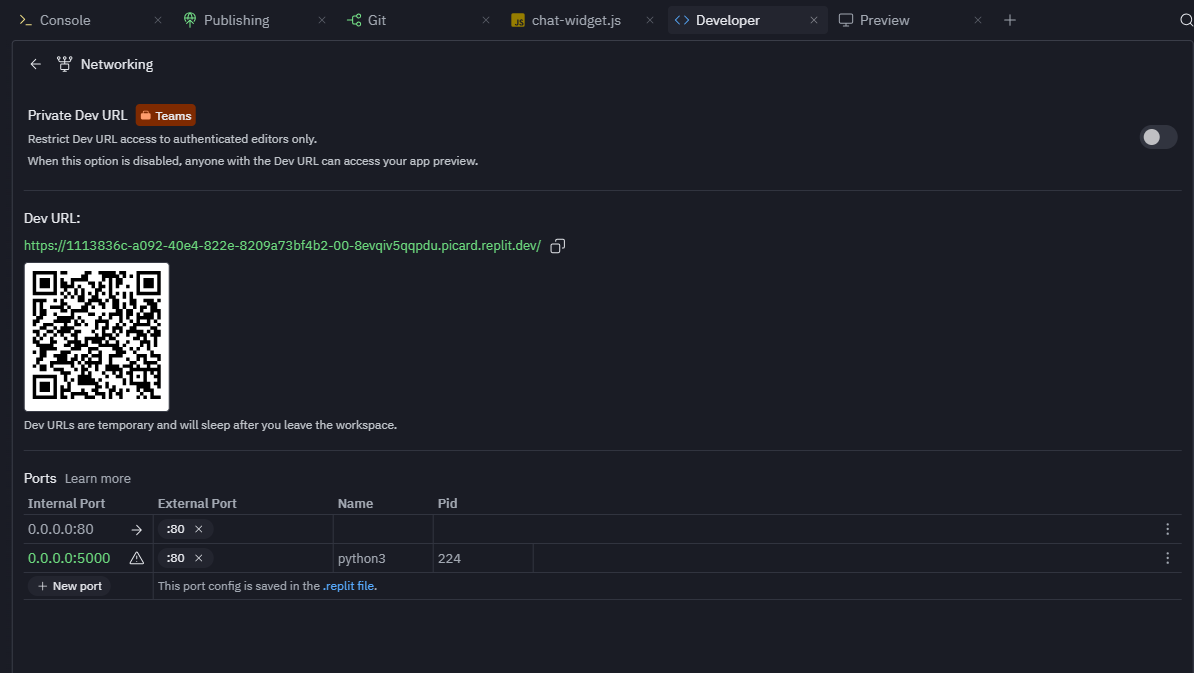 Console
Publishing
Git
JS chat-widget.js
Developer
Preview
Networking
Private Dev URL Teams
Restrict Dev URL access to authenticated editors only.
When this option is disabled, anyone with the Dev URL can access your app preview.
Dev URL:
https://1113836c-a092-40e4-822e-8209a73bf4b2-00-8evqiv5qqpdu.picard.replit.dev/
Dev URLs are temporary and will sleep after you leave the workspace.
Ports Learn more
Internal Port External Port Name Pid
0.0.0.0:80 → :80 ×
0.0.0.0:5000 :80 × python3 224
+ New port This port config is saved in the .replit file.